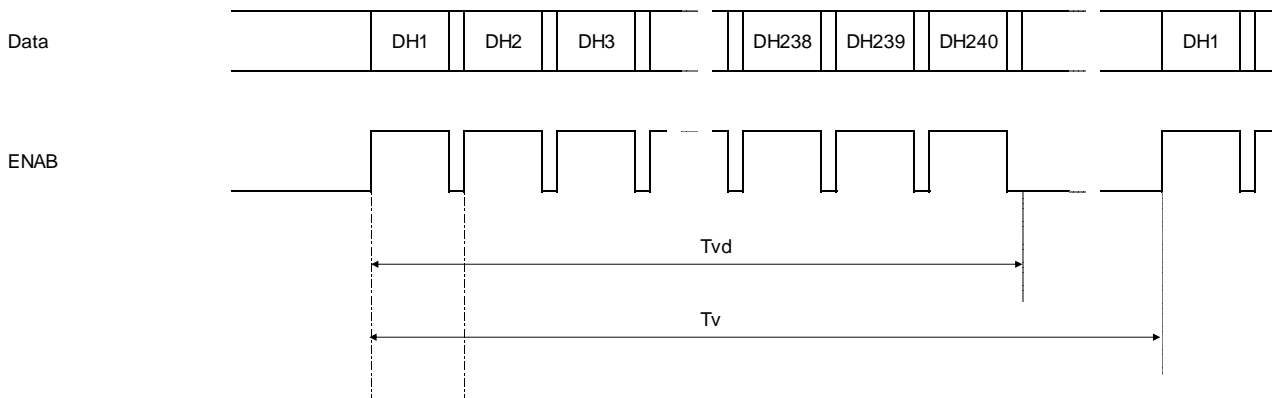 Data DH1 DH2 DH3 DH238 DH239 DH240 DH1
ENAB
Tvd
Tv